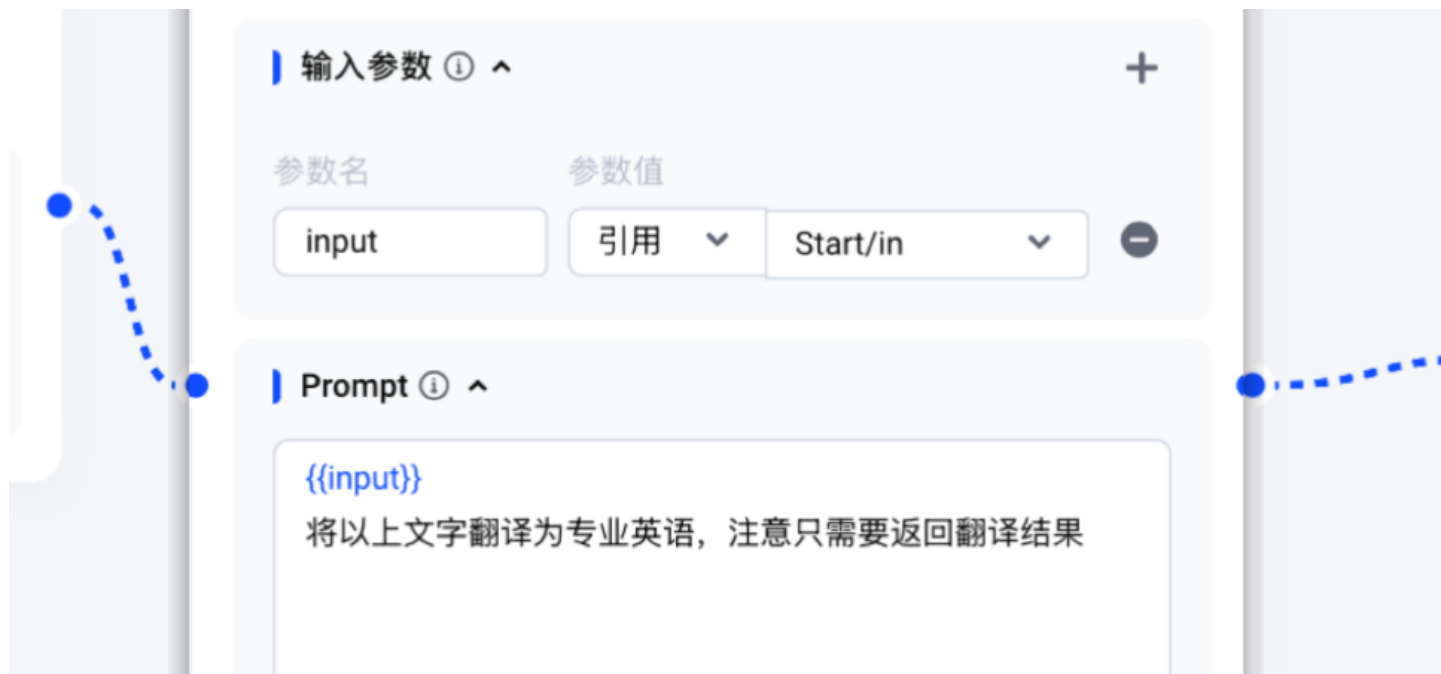 输入参数
参数名 参数值
input 引用 Start/in
Prompt
{{input}}
将以上文字翻译为专业英语，注意只需要返回翻译结果